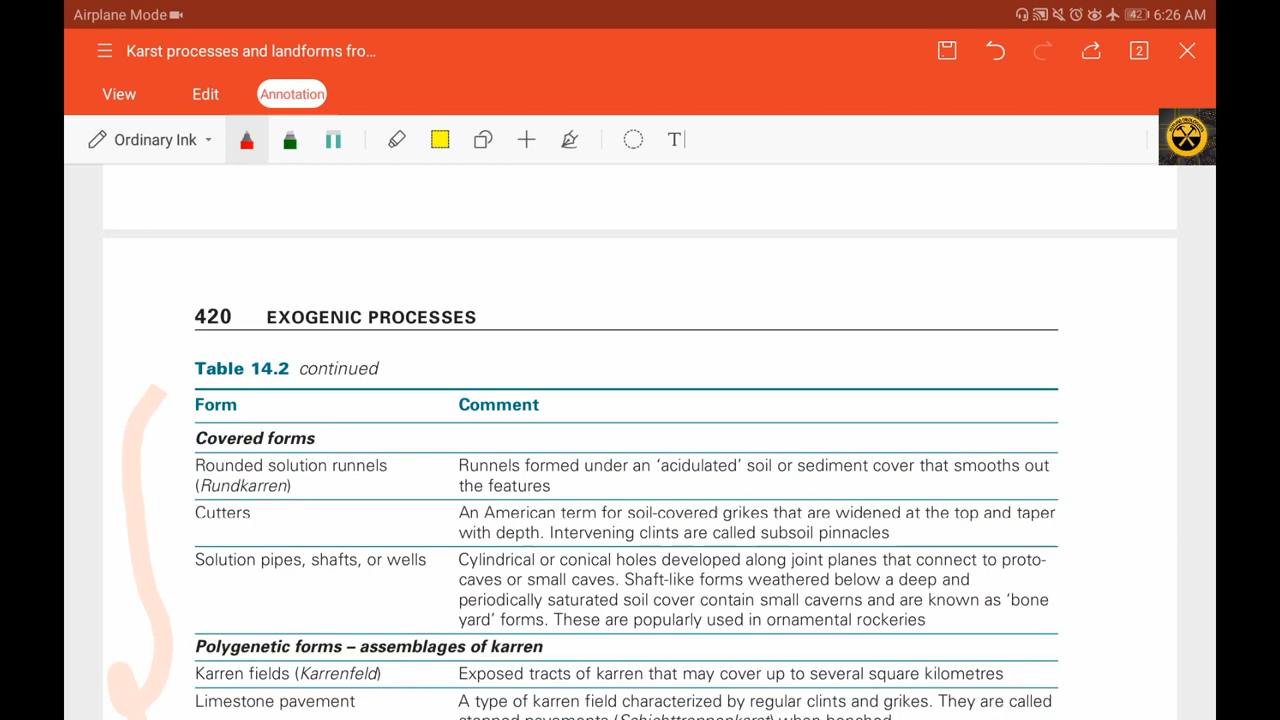 Airplane Mode
42 6:26 AM
Karst processes and landforms fro...
2
View Edit Annotation
Ordinary Ink
T
420 EXOGENIC PROCESSES
Table 14.2 continued
Form Comment
Covered forms
Rounded solution runnels Runnels formed under an ‘acidulated’ soil or sediment cover that smooths out
(Rundkarren) the features
Cutters An American term for soil-covered grikes that are widened at the top and taper
with depth. Intervening clints are called subsoil pinnacles
Solution pipes, shafts, or wells Cylindrical or conical holes developed along joint planes that connect to proto-
caves or small caves. Shaft-like forms weathered below a deep and
periodically saturated soil cover contain small caverns and are known as ‘bone
yard’ forms. These are popularly used in ornamental rockeries
Polygenetic forms – assemblages of karren
Karren fields (Karrenfeld) Exposed tracts of karren that may cover up to several square kilometres
Limestone pavement A type of karren field characterized by regular clints and grikes. They are called
stepped pavements (Schichttreppenkarst) when benched